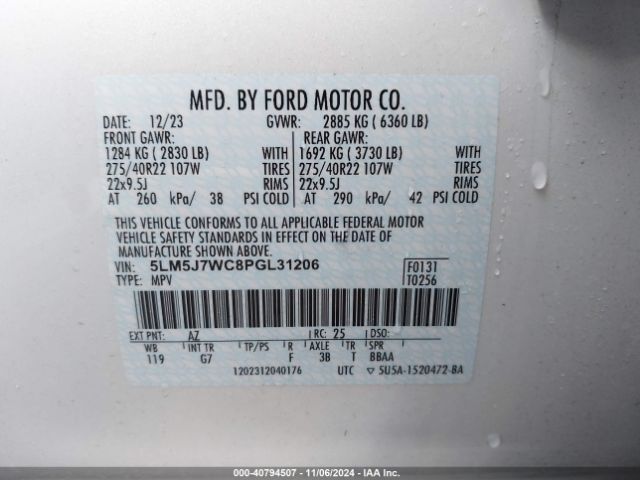 MFD. BY FORD MOTOR CO.
DATE: 12/23 GVWR: 2885 KG ( 6360 LB)
FRONT GAWR: REAR GAWR:
1284 KG ( 2830 LB) WITH 1692 KG ( 3730 LB) WITH
275/40R22 107W TIRES 275/40R22 107W TIRES
22x9.5J RIMS 22x9.5J RIMS
AT 260 kPa/ 38 PSI COLD AT 290 kPa/ 42 PSI COLD
THIS VEHICLE CONFORMS TO ALL APPLICABLE FEDERAL MOTOR
VEHICLE SAFETY STANDARDS IN EFFECT ON THE DATE OF
MANUFACTURE SHOWN ABOVE.
VIN: 5LM5J7WC8PGL31206 F0131
TYPE: MPV T0256
EXT PNT: AZ RC: 25 DSO:
WB INT TR TP/PS R AXLE TR SPR
119 G7 F 3B T BBAA
1202312040176 UTC 5U5A-1520472-BA
000-40794507 - 11/06/2024 - IAA Inc.